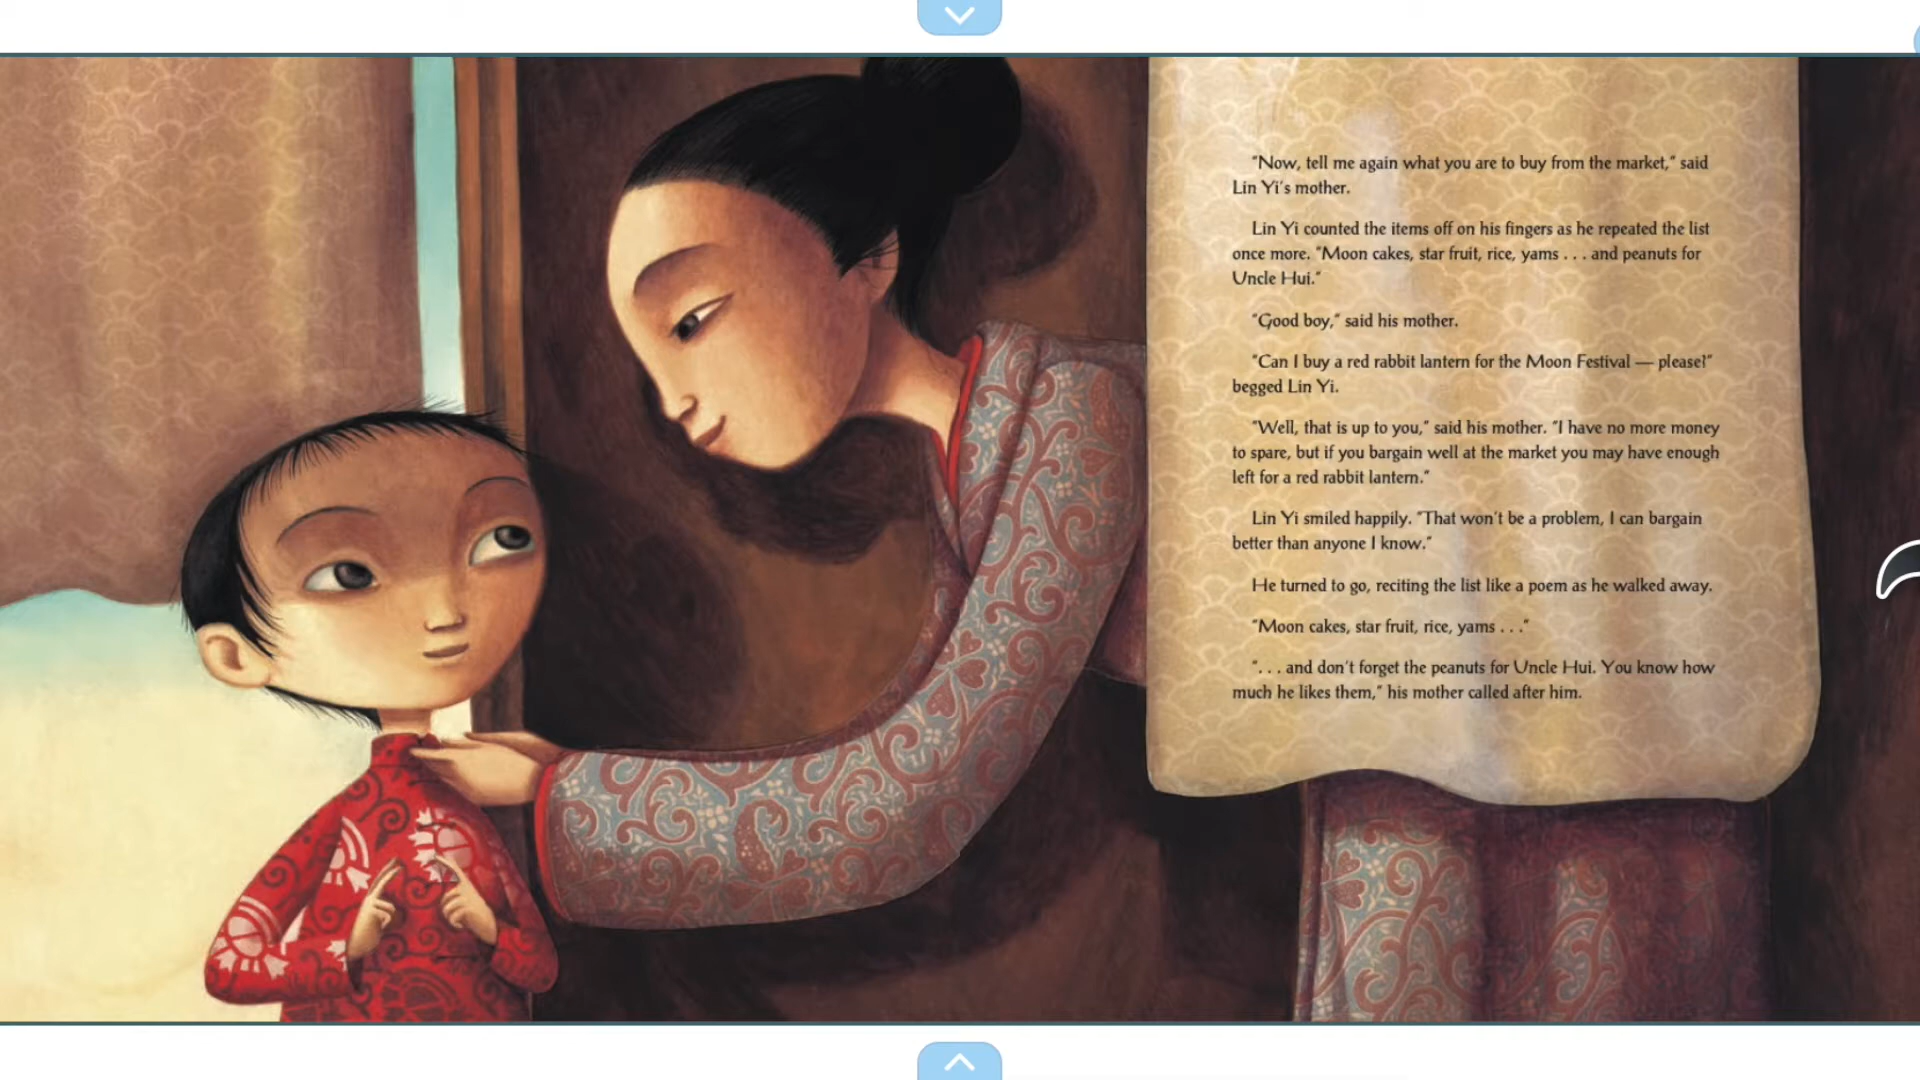 "Now, tell me again what you are to buy from the market," said
Lin Yi's mother.
Lin Yi counted the items off on his fingers as he repeated the list
once more. "Moon cakes, star fruit, rice, yams . . . and peanuts for
Uncle Hui."
"Good boy," said his mother.
"Can I buy a red rabbit lantern for the Moon Festival — please?"
begged Lin Yi.
"Well, that is up to you," said his mother. "I have no more money
to spare, but if you bargain well at the market you may have enough
left for a red rabbit lantern."
Lin Yi smiled happily. "That won't be a problem, I can bargain
better than anyone I know."
He turned to go, reciting the list like a poem as he walked away.
"Moon cakes, star fruit, rice, yams . . ."
". . . and don't forget the peanuts for Uncle Hui. You know how
much he likes them," his mother called after him.